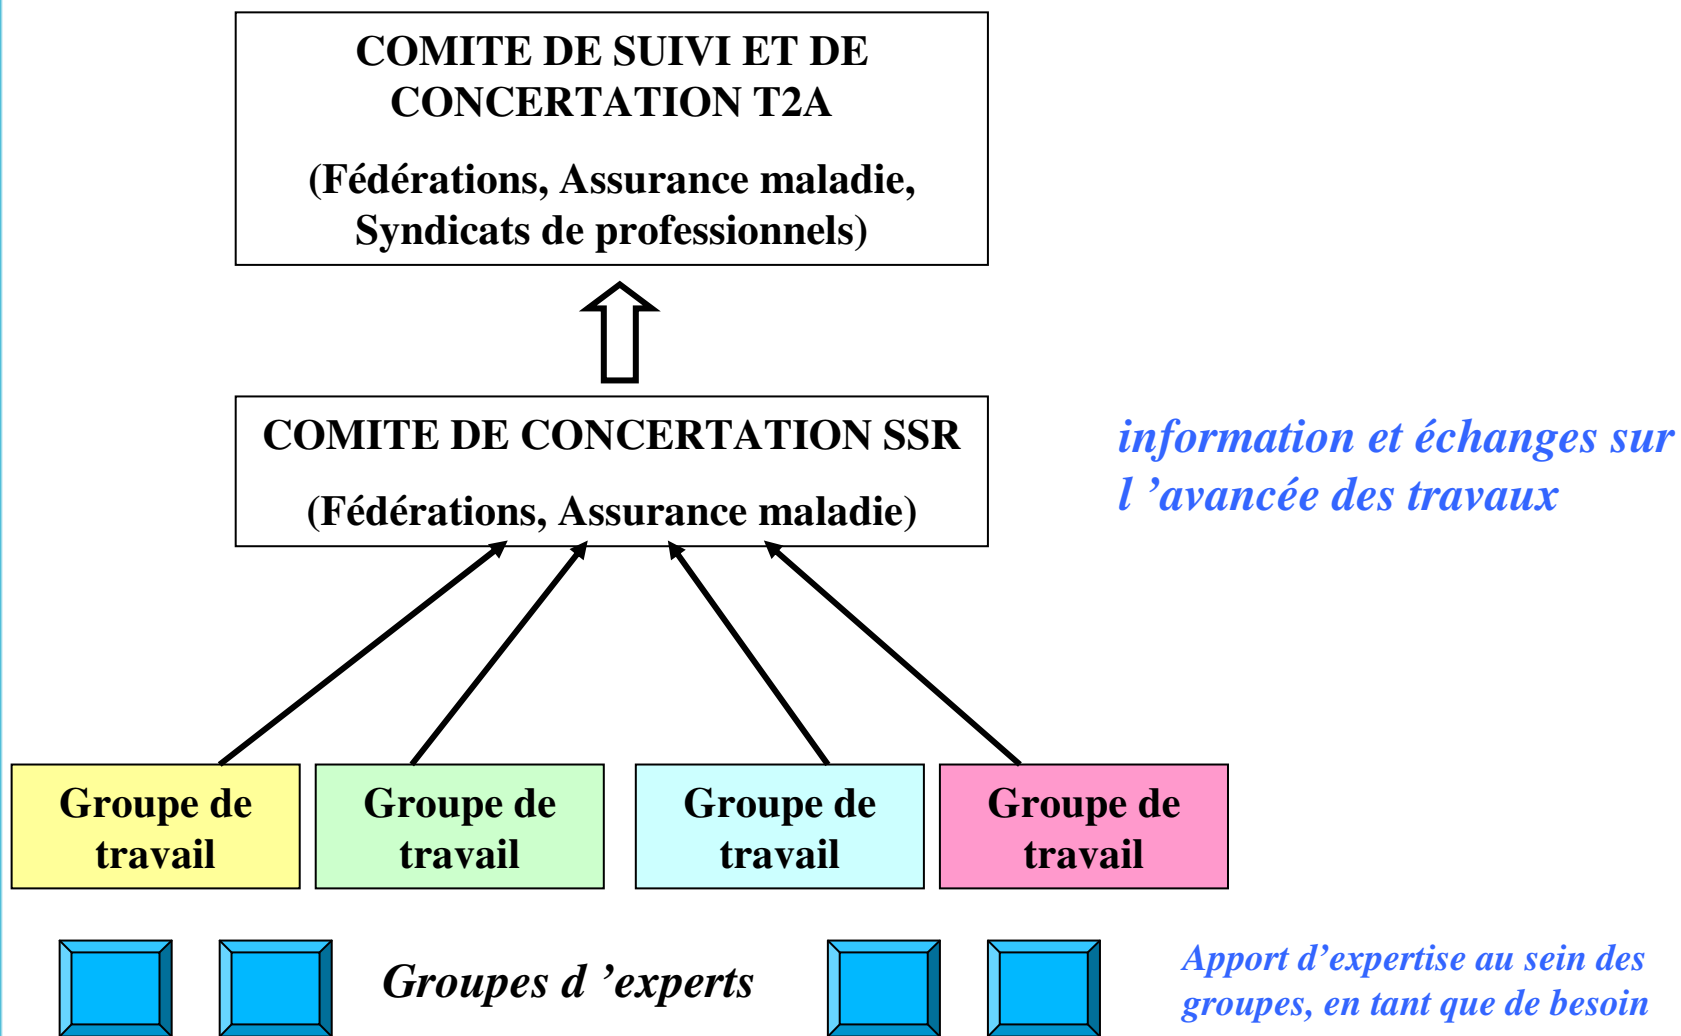 COMITE DE SUIVI ET DE
CONCERTATION T2A
(Fédérations, Assurance maladie,
Syndicats de professionnels)
COMITE DE CONCERTATION SSR
(Fédérations, Assurance maladie)
information et échanges sur
l ’avancée des travaux
Groupe de
travail
Groupe de
travail
Groupe de
travail
Groupe de
travail
Groupes d ’experts
Apport d’expertise au sein des
groupes, en tant que de besoin